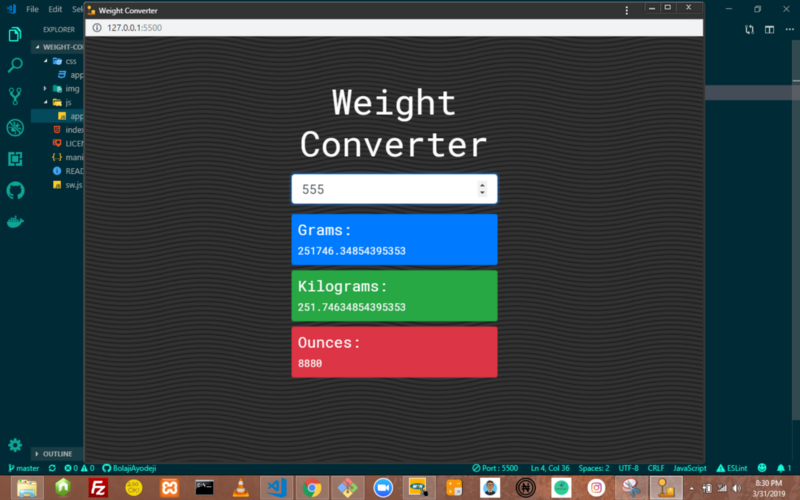 File Edit
Weight Converter
127.0.0.1:5500
EXPLORER
WEIGHT-CO
css
app
img
js
app
inde
LICEN
mani
READ
sw.js
Weight
Converter
555
Grams:
251746.34854395353
Kilograms:
251.74634854395353
Ounces:
8880
OUTLINE
master 0 0 BolajiAyodeji Port : 5500 Ln 4, Col 36 Spaces: 2 UTF-8 CRLF JavaScript ESLint 1
8:30 PM
3/31/2019